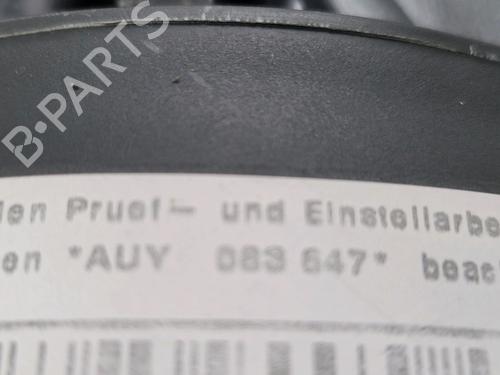 B-PARTS
len Pruef- und Einstellarbe
en *AUY 083 647* beac